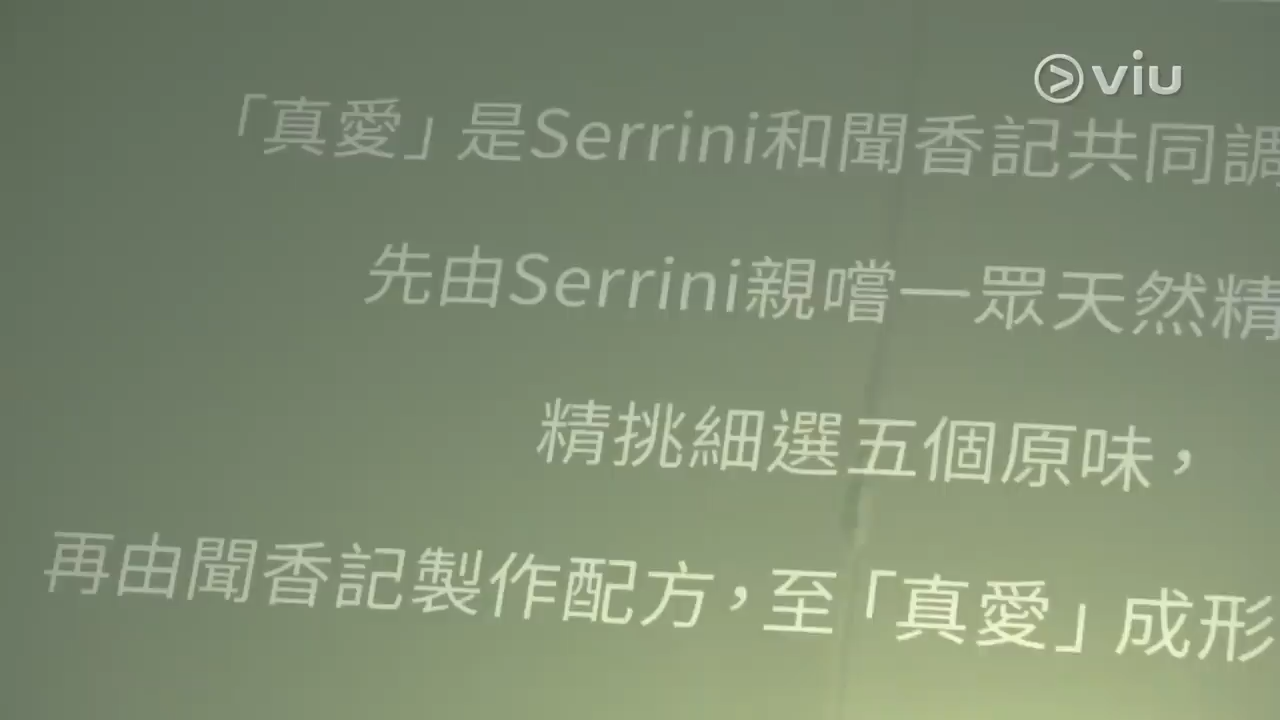 viu
「真愛」是Serrini和聞香記共同調
先由Serrini親嚐一眾天然精
精挑細選五個原味，
再由聞香記製作配方，至「真愛」成形